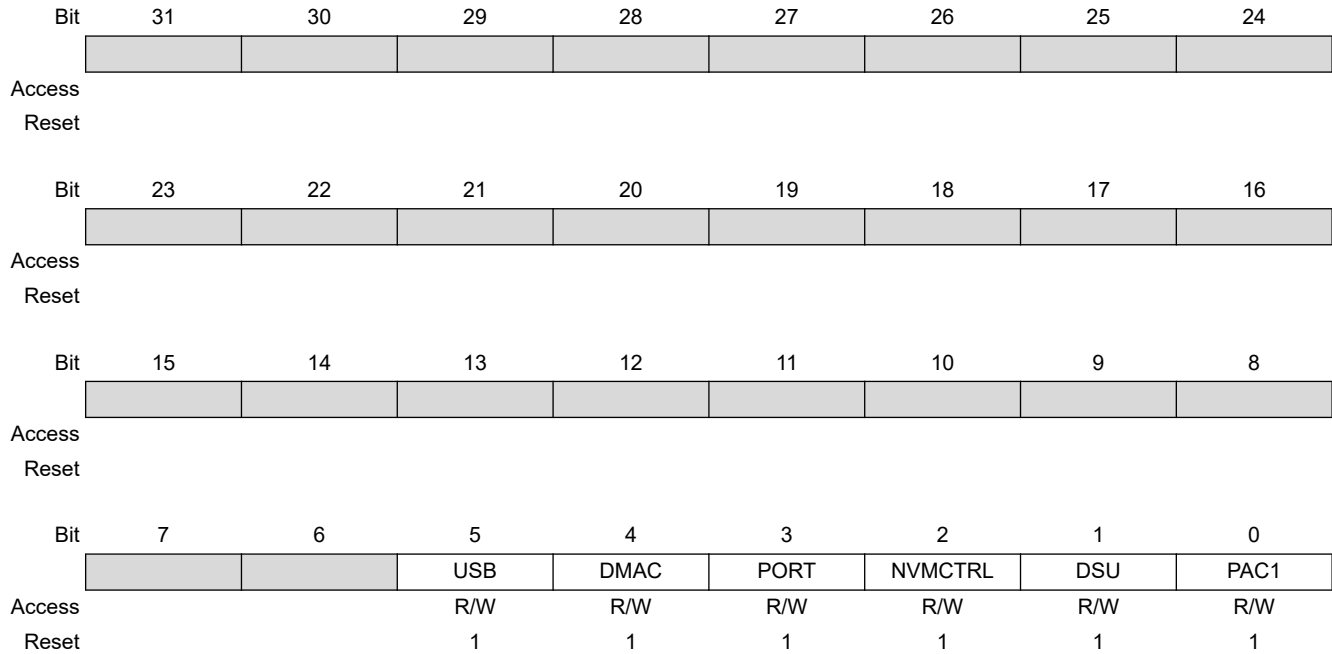 Bit 31 30 29 28 27 26 25 24
Access
Reset
Bit 23 22 21 20 19 18 17 16
Access
Reset
Bit 15 14 13 12 11 10 9 8
Access
Reset
Bit 7 6 5 4 3 2 1 0
USB DMAC PORT NVMCTRL DSU PAC1
Access R/W R/W R/W R/W R/W R/W
Reset 1 1 1 1 1 1